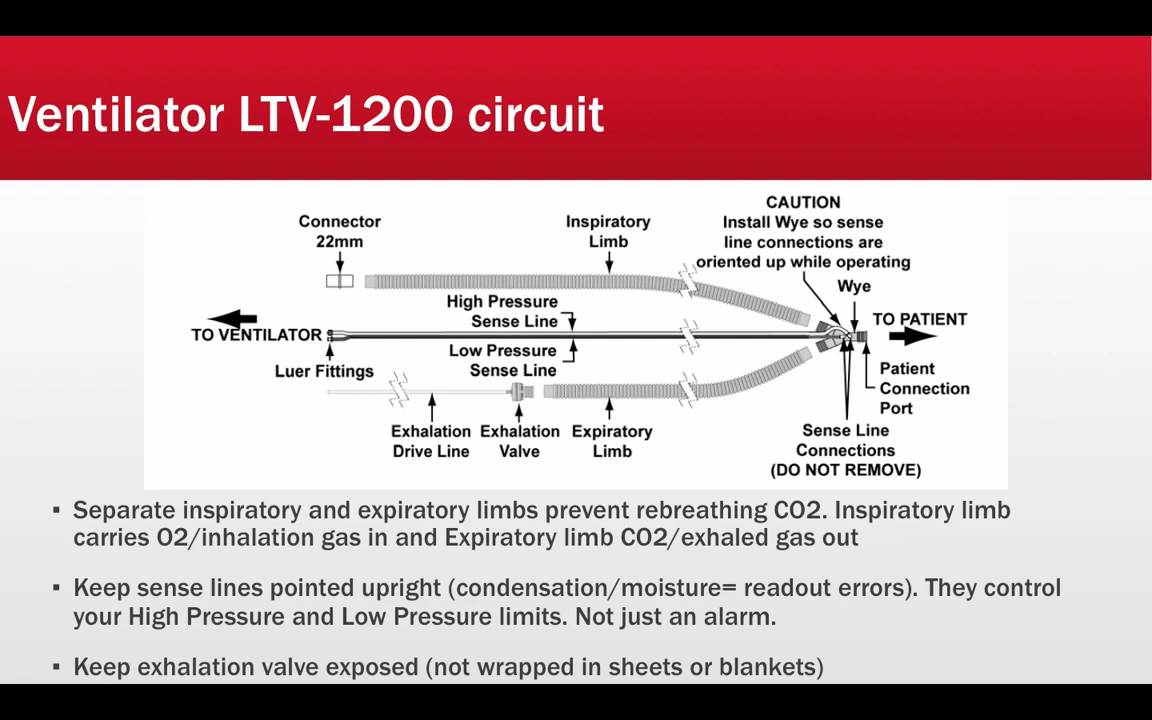 Ventilator LTV-1200 circuit
CAUTION
Install Wye so sense
line connections are
oriented up while operating
Connector
22mm
Inspiratory
Limb
Wye
High Pressure
Sense Line
TO PATIENT
TO VENTILATOR
Low Pressure
Sense Line
Luer Fittings
Patient
Connection
Port
Exhalation
Drive Line
Exhalation
Valve
Expiratory
Limb
Sense Line
Connections
(DO NOT REMOVE)
▪ Separate inspiratory and expiratory limbs prevent rebreathing CO2. Inspiratory limb
carries O2/inhalation gas in and Expiratory limb CO2/exhaled gas out
▪ Keep sense lines pointed upright (condensation/moisture= readout errors). They control
your High Pressure and Low Pressure limits. Not just an alarm.
▪ Keep exhalation valve exposed (not wrapped in sheets or blankets)